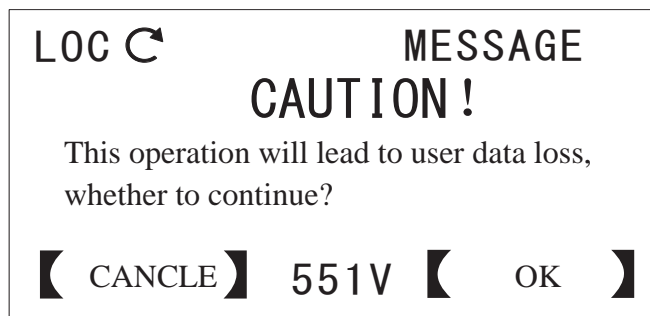 LOC MESSAGE
CAUTION!
This operation will lead to user data loss,
whether to continue?
【 CANCLE】 551V 【 OK 】